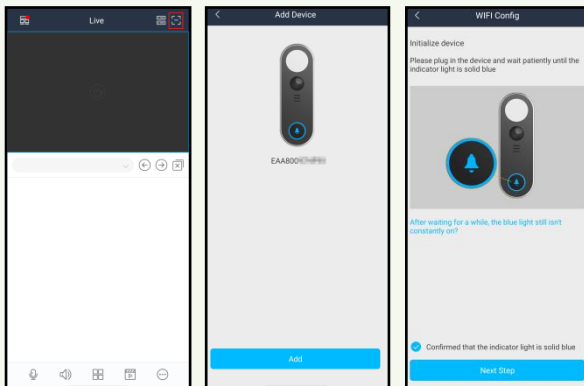 Live
Add Device
EAA800
Add
WIFI Config
Initialize device
Please plug in the device and wait patiently until the
indicator light is solid blue
After waiting for a while, the blue light still isn't
constantly on?
Confirmed that the indicator light is solid blue
Next Step